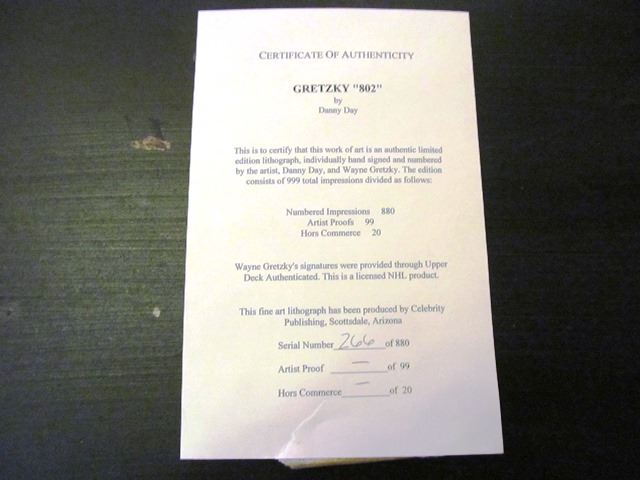 CERTIFICATE OF AUTHENTICITY
GRETZKY "802"
by
Danny Day
This is to certify that this work of art is an authentic limited
edition lithograph, individually hand signed and numbered
by the artist, Danny Day, and Wayne Gretzky. The edition
consists of 999 total impressions divided as follows:
Numbered Impressions 880
Artist Proofs 99
Hors Commerce 20
Wayne Gretzky's signatures were provided through Upper
Deck Authenticated. This is a licensed NHL product.
This fine art lithograph has been produced by Celebrity
Publishing, Scottsdale, Arizona
Serial Number 266 of 880
Artist Proof — of 99
Hors Commerce — of 20